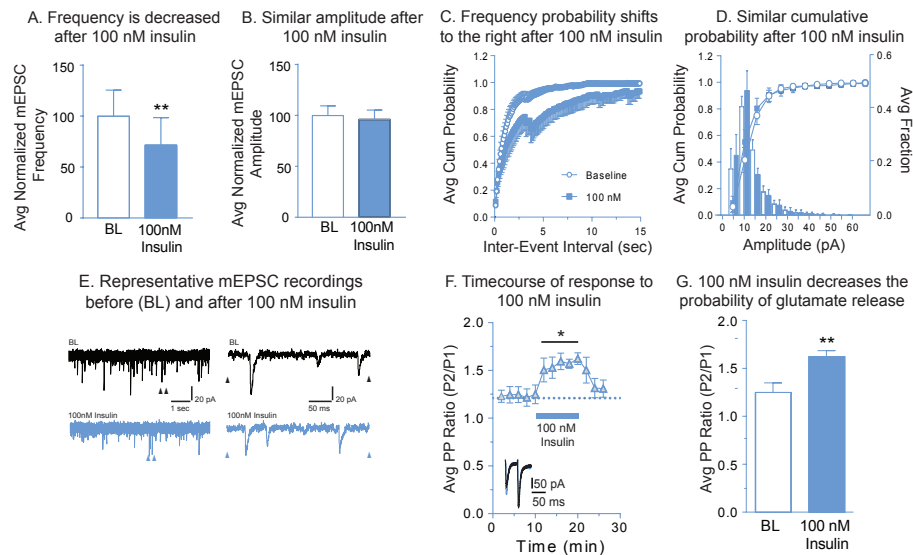 A. Frequency is decreased
after 100 nM insulin
Avg Normalized mEPSC
Frequency
150
100
50
0
**
BL
100nM
Insulin
B. Similar amplitude after
100 nM insulin
Avg Normalized mEPSC
Amplitude
150
100
50
0
BL
100nM
Insulin
C. Frequency probability shifts
to the right after 100 nM insulin
Avg Cum Probability
1.2
1.0
0.8
0.6
0.4
0.2
0.0
Baseline
100 nM
0
5
10
15
Inter-Event Interval (sec)
D. Similar cumulative
probability after 100 nM insulin
Avg Cum Probability
1.2
1.0
0.8
0.6
0.4
1.2
0.0
0.6
0.4
0.2
0.0
Avg Fraction
0 10 20 30 40 50 60
Amplitude (pA)
E. Representative mEPSC recordings
before (BL) and after 100 nM insulin
BL
20 pA
1 sec
BL
20 pA
50 ms
100nM Insulin
100nM Insulin
F. Timecourse of response to
100 nM insulin
Avg PP Ratio (P2/P1)
2.0
1.5
1.0
0.5
0.0
*
100 nM
Insulin
50 pA
50 ms
0
10
20
30
Time (min)
G. 100 nM insulin decreases the
probability of glutamate release
Avg PP Ratio (P2/P1)
2.0
1.5
1.0
0.5
0.0
**
BL
100 nM
Insulin